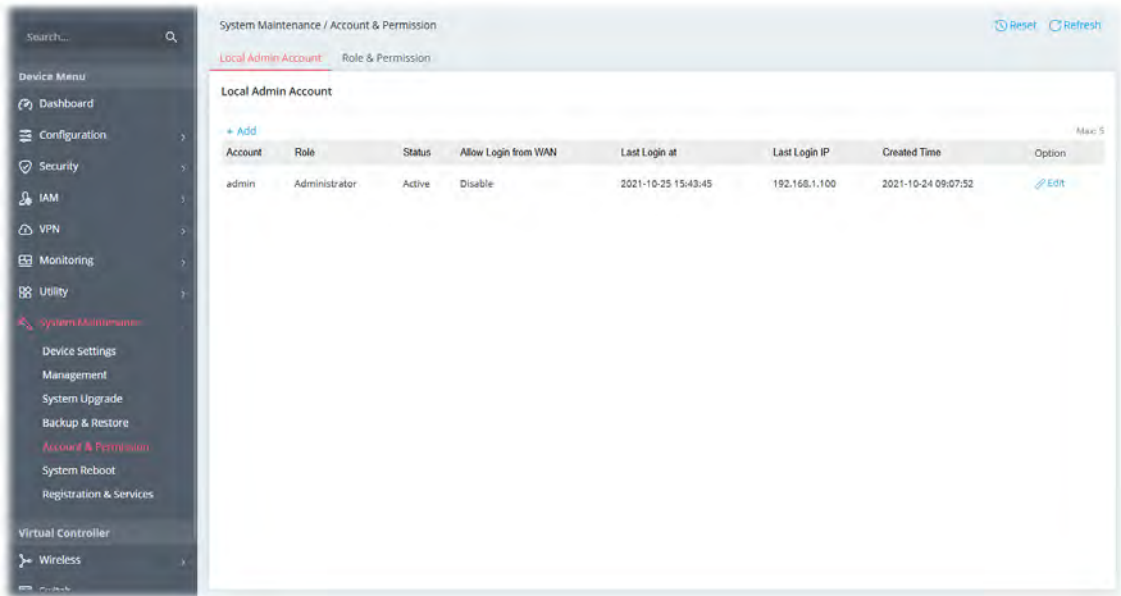 Search...
Device Menu
Dashboard
Configuration
Security
IAM
VPN
Monitoring
Utility
System Maintenance
Device Settings
Management
System Upgrade
Backup & Restore
Account & Permission
System Reboot
Registration & Services
Virtual Controller
Wireless
Switch
System Maintenance / Account & Permission
Reset Refresh
Local Admin Account Role & Permission
Local Admin Account
+ Add Max: 5
Account Role Status Allow Login from WAN Last Login at Last Login IP Created Time Option
admin Administrator Active Disable 2021-10-25 15:43:45 192.168.1.100 2021-10-24 09:07:52 Edit